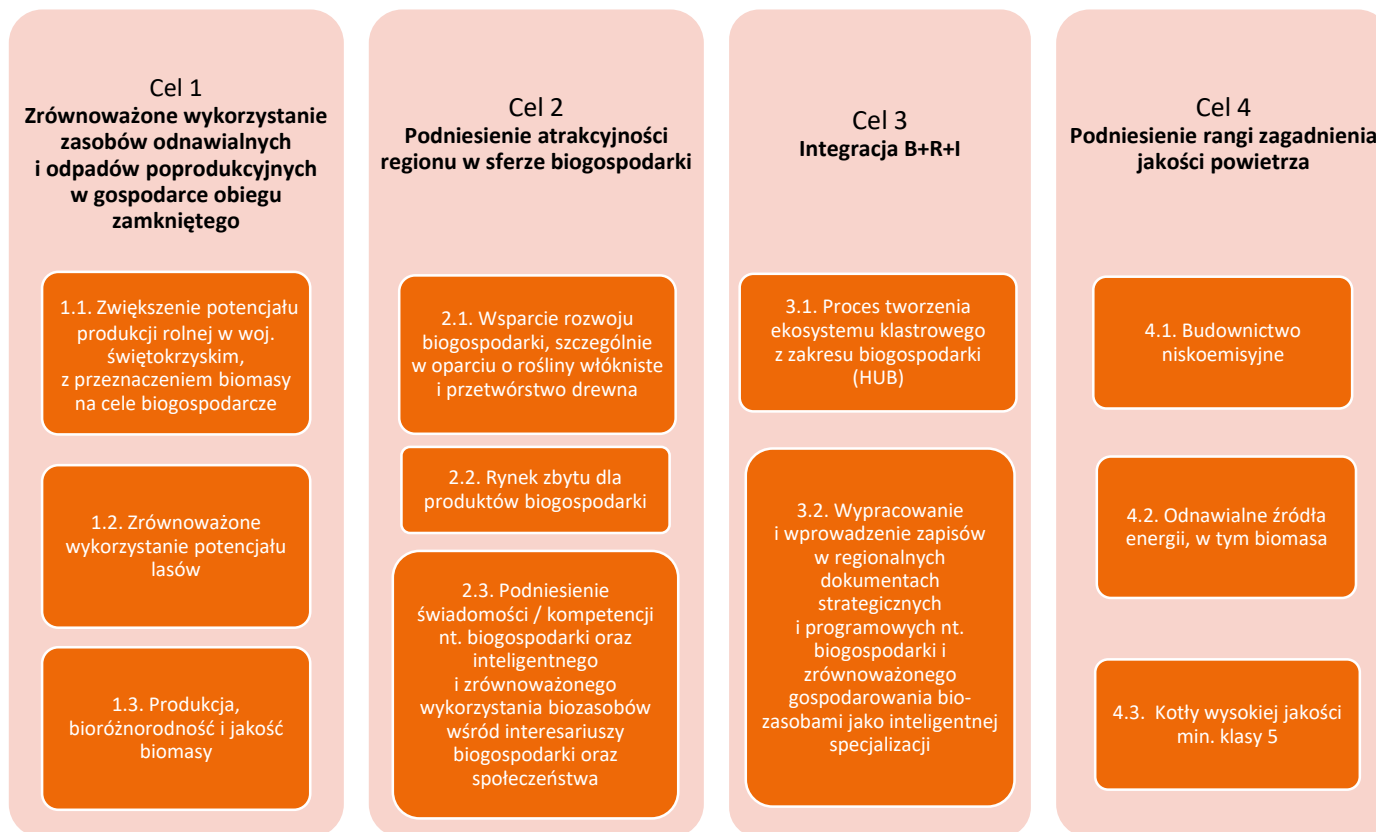 Cel 1
Zrównoważone wykorzystanie
zasobów odnawialnych
i odpadów poprodukcyjnych
w gospodarce obiegu
zamkniętego
1.1. Zwiększenie potencjału
produkcji rolnej w woj.
świętokrzyskim,
z przeznaczeniem biomasy
na cele biogospodarcze
1.2. Zrównoważone
wykorzystanie potencjału
lasów
1.3. Produkcja,
bioróżnorodność i jakość
biomasy
Cel 2
Podniesienie atrakcyjności
regionu w sferze biogospodarki
2.1. Wsparcie rozwoju
biogospodarki, szczególnie
w oparciu o rośliny włókniste
i przetwórstwo drewna
2.2. Rynek zbytu dla
produktów biogospodarki
2.3. Podniesienie
świadomości / kompetencji
nt. biogospodarki oraz
inteligentnego
i zrównoważonego
wykorzystania biozasobów
wśród interesariuszy
biogospodarki oraz
społeczeństwa
Cel 3
Integracja B+R+I
3.1. Proces tworzenia
ekosystemu klastrowego
z zakresu biogospodarki
(HUB)
3.2. Wypracowanie
i wprowadzenie zapisów
w regionalnych
dokumentach
strategicznych
i programowych nt.
biogospodarki i
zrównoważonego
gospodarowania bio-
zasobami jako inteligentnej
specjalizacji
Cel 4
Podniesienie rangi zagadnienia
jakości powietrza
4.1. Budownictwo
niskoemisyjne
4.2. Odnawialne źródła
energii, w tym biomasa
4.3. Kotły wysokiej jakości
min. klasy 5